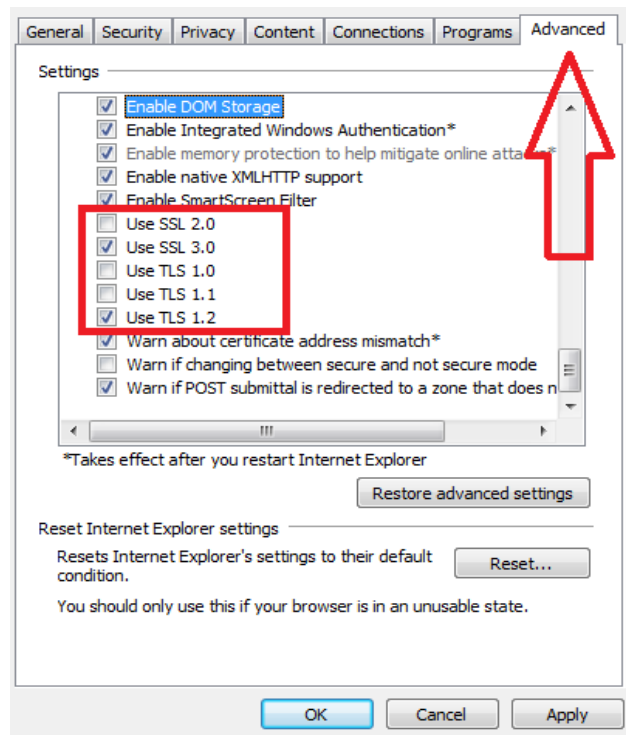 General Security Privacy Content Connections Programs Advanced
Settings
Enable DOM Storage
Enable Integrated Windows Authentication*
Enable memory protection to help mitigate online
Enable native XMLHTTP support
Enable SmartScreen Filter
Use SSL 2.0
Use SSL 3.0
Use TLS 1.0
Use TLS 1.1
Use TLS 1.2
Warn about certificate address mismatch*
Warn if changing between secure and not secure mode
Warn if POST submittal is redirected to a zone that does n
*Takes effect after you restart Internet Explorer
Restore advanced settings
Reset Internet Explorer settings
Resets Internet Explorer's settings to their default
condition.
Reset...
You should only use this if your browser is in an unusable state.
OK Cancel Apply